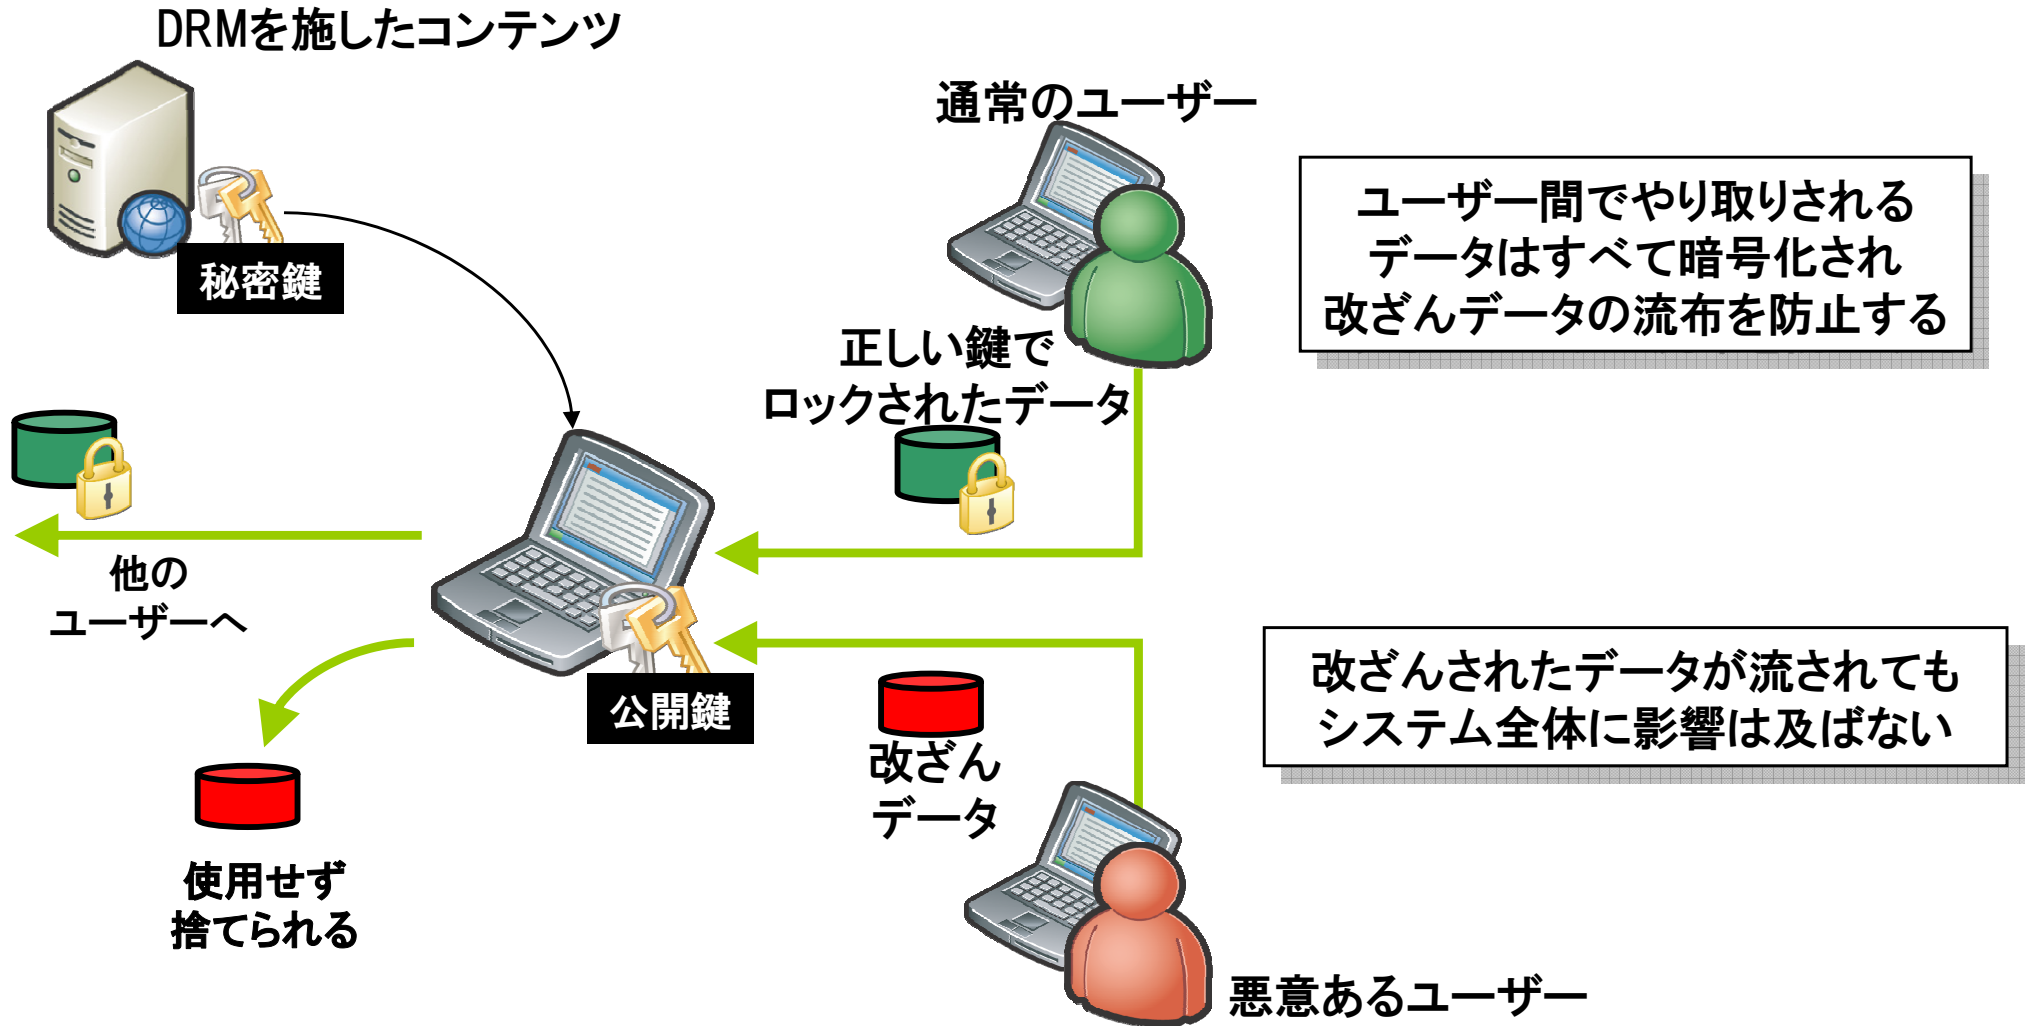 DRMを施したコンテンツ
秘密鍵
通常のユーザー
ユーザー間でやり取りされる
データはすべて暗号化され
改ざんデータの流布を防止する
正しい鍵で
ロックされたデータ
他の
ユーザーへ
公開鍵
改ざん
データ
改ざんされたデータが流されても
システム全体に影響は及ばない
使用せず
捨てられる
悪意あるユーザー